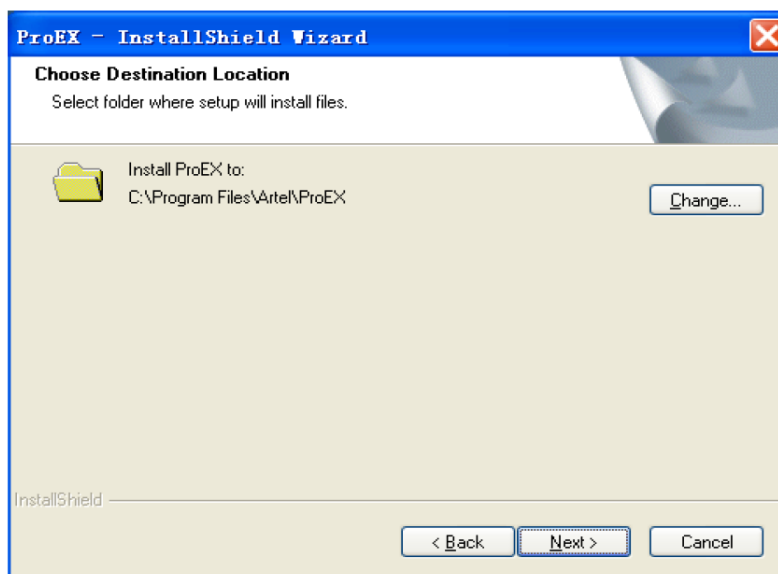 ProEX - InstallShield Wizard
Choose Destination Location
Select folder where setup will install files.
Install ProEX to:
C:\Program Files\Artel\ProEX
Change...
InstallShield
< Back
Next >
Cancel